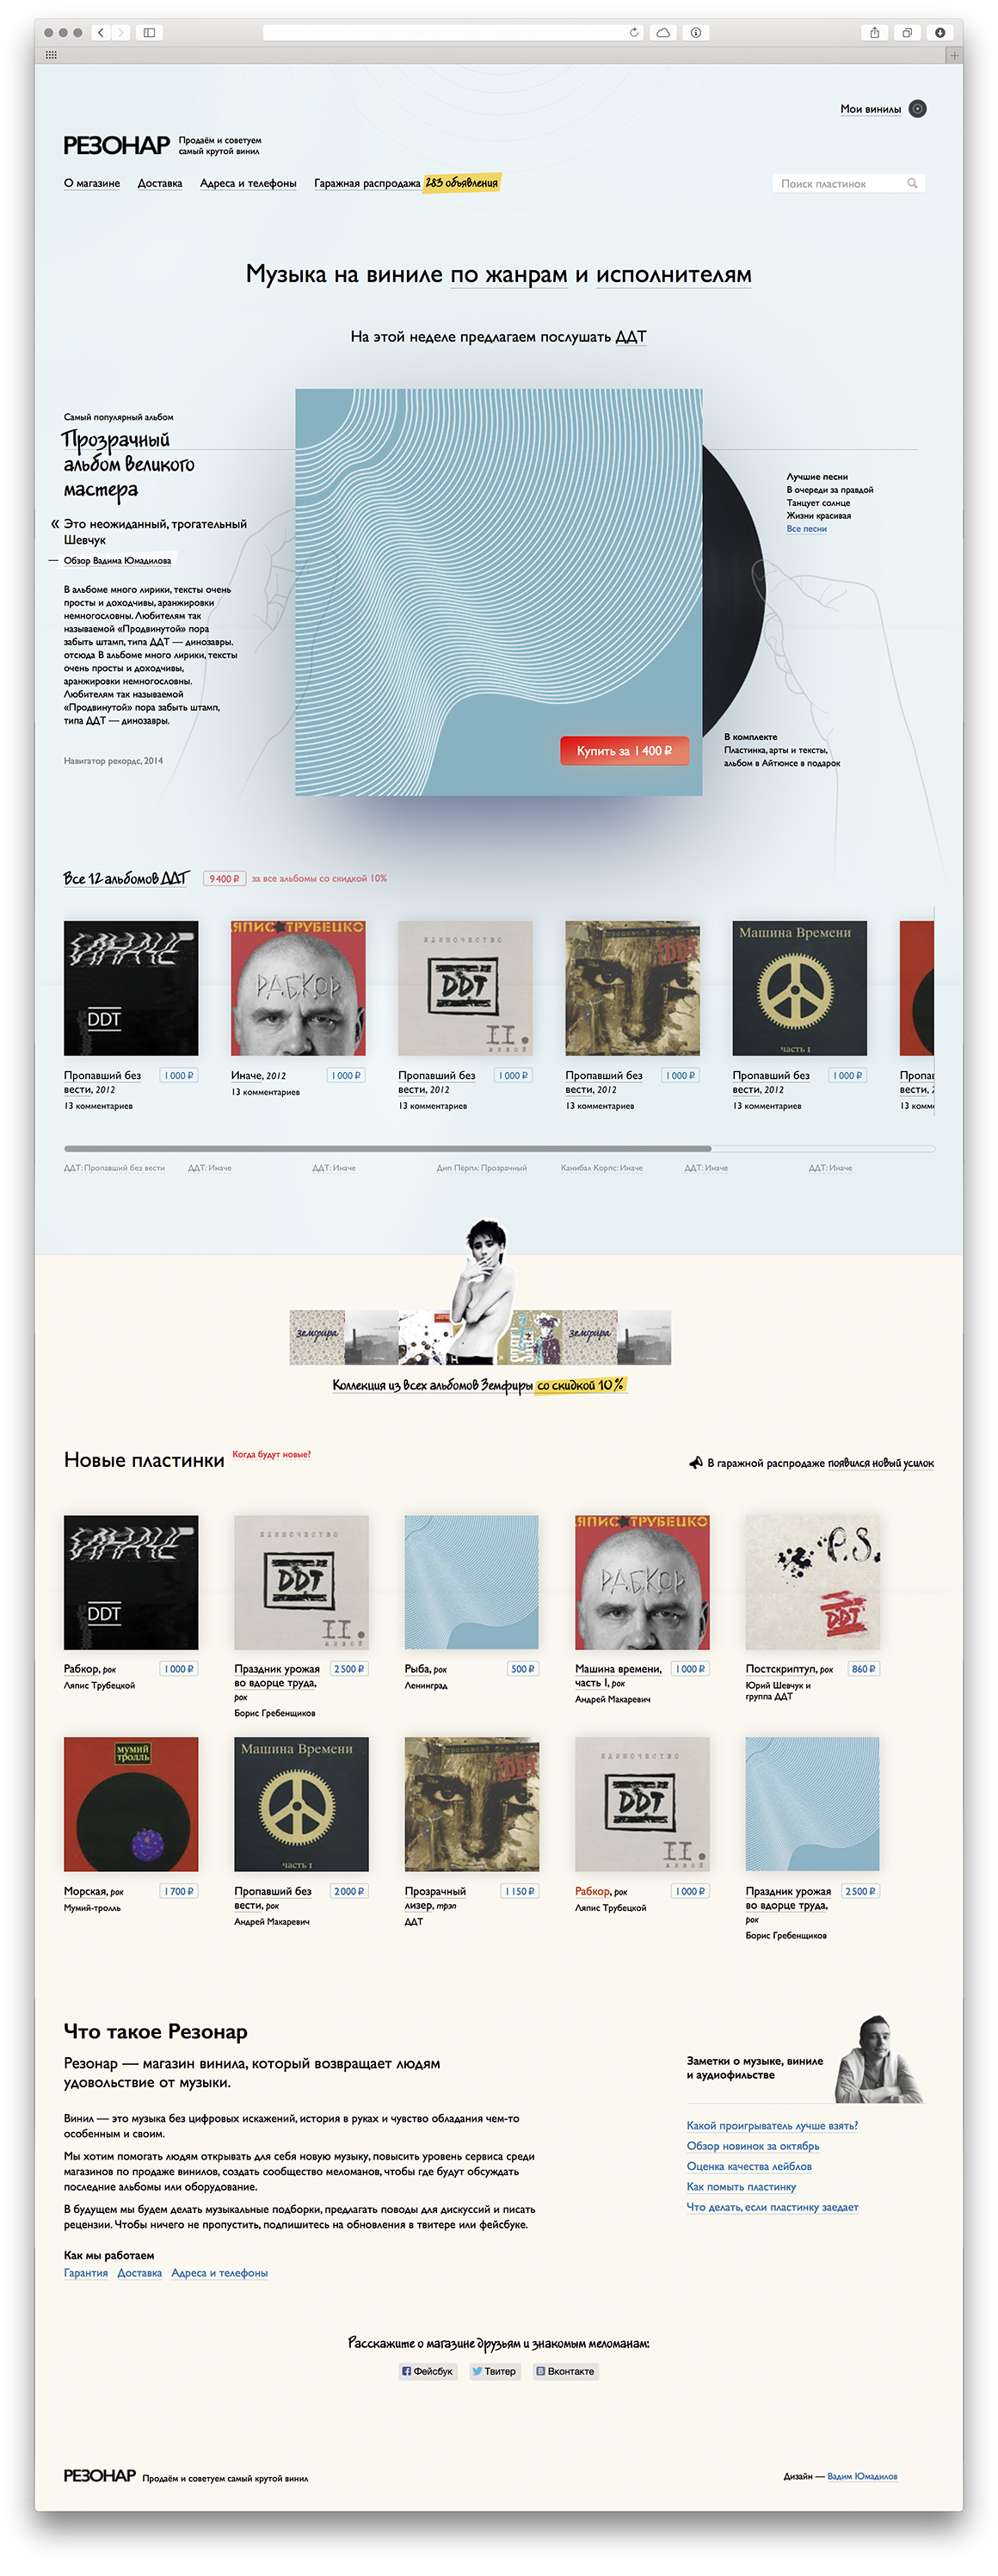 Мои винилы
РЕЗОНАР
Продаём и советуем
самый крутой винил
О магазине Доставка Адреса и телефоны Гаражная распродажа 283 объявления
Поиск пластинок
Музыка на виниле по жанрам и исполнителям
На этой неделе предлагаем послушать ДДТ
Самый популярный альбом
Прозрачный
альбом великого
мастера
« Это неожиданный, трогательный
Шевчук
— Обзор Вадима Юмадилова
В альбоме много лирики, тексты очень
просты и доходчивы, аранжировки
немногословны. Любителям так
называемой «Продвинутой» пора
забыть штамп, типа ДДТ — динозавры.
отсюда В альбоме много лирики, тексты
очень просты и доходчивы,
аранжировки немногословны.
Любителям так называемой
«Продвинутой» пора забыть штамп,
типа ДДТ — динозавры.
Навигатор рекордс, 2014
Купить за 1 400 ₽
Лучшие песни
В очереди за правдой
Танцует солнце
Жизни красивая
Все песни
В комплекте
Пластинка, арты и тексты,
альбом в Айтюнсе в подарок
Все 12 альбомов ДДТ 9400 ₽ за все альбомы со скидкой 10%
DDT
ЯПИС ТРУБЕЦКО
РАБКОР
ЕДИНОЧЕСТВО
DDT
II.
живой
DDT
Машина Времени
часть 1
Пропавший без
вести, 2012
1 000 ₽
13 комментариев
Иначе, 2012
1 000 ₽
13 комментариев
Пропавший без
вести, 2012
1 000 ₽
13 комментариев
Пропавший без
вести, 2012
1 000 ₽
13 комментариев
Пропавший без
вести, 2012
1 000 ₽
13 комментариев
Пропа
вести, 2
13 комм
ДДТ: Пропавший без вести ДДТ: Иначе ДДТ: Иначе Дип Пёрпл: Прозрачный Канибал Корпс: Иначе ДДТ: Иначе ДДТ: Иначе
земфира
земфира
Коллекция из всех альбомов Земфиры со скидкой 10%
Новые пластинки Когда будут новые?
В гаражной распродаже появился новый усилок
DDT
ЕДИНОЧЕСТВО
DDT
II.
живой
ЯПИС ТРУБЕЦКО
РАБКОР
P.S.
DDT
Рабкор, рок
1 000 ₽
Ляпис Трубецкой
Праздник урожая
во вдорце труда,
рок
2 500 ₽
Борис Гребенщиков
Рыба, рок
500 ₽
Ленинград
Машина времени,
часть I, рок
1 000 ₽
Андрей Макаревич
Постскриптуп, рок
860 ₽
Юрий Шевчук и
группа ДДТ
мумий
тролль
Машина Времени
часть 1
DDT
ЕДИНОЧЕСТВО
DDT
II.
живой
Морская, рок
1 700 ₽
Мумий-тролль
Пропавший без
вести, рок
2 000 ₽
Андрей Макаревич
Прозрачный
лизер, трэп
1 150 ₽
ДДТ
Рабкор, рок
1 000 ₽
Ляпис Трубецкой
Праздник урожая
во вдорце труда,
рок
2 500 ₽
Борис Гребенщиков
Что такое Резонар
Резонар — магазин винила, который возвращает людям
удовольствие от музыки.
Винил — это музыка без цифровых искажений, история в руках и чувство обладания чем-то
особенным и своим.
Мы хотим помогать людям открывать для себя новую музыку, повысить уровень сервиса среди
магазинов по продаже винилов, создать сообщество меломанов, чтобы где будут обсуждать
последние альбомы или оборудование.
В будущем мы будем делать музыкальные подборки, предлагать поводы для дискуссий и писать
рецензии. Чтобы ничего не пропустить, подпишитесь на обновления в твитере или фейсбуке.
Как мы работаем
Гарантия Доставка Адреса и телефоны
Заметки о музыке, виниле
и аудиофильстве
Какой проигрыватель лучше взять?
Обзор новинок за октябрь
Оценка качества лейблов
Как помыть пластинку
Что делать, если пластинку заедает
Расскажите о магазине друзьям и знакомым меломанам:
Фейсбук Твитер Вконтакте
РЕЗОНАР Продаём и советуем самый крутой винил
Дизайн — Вадим Юмадилов